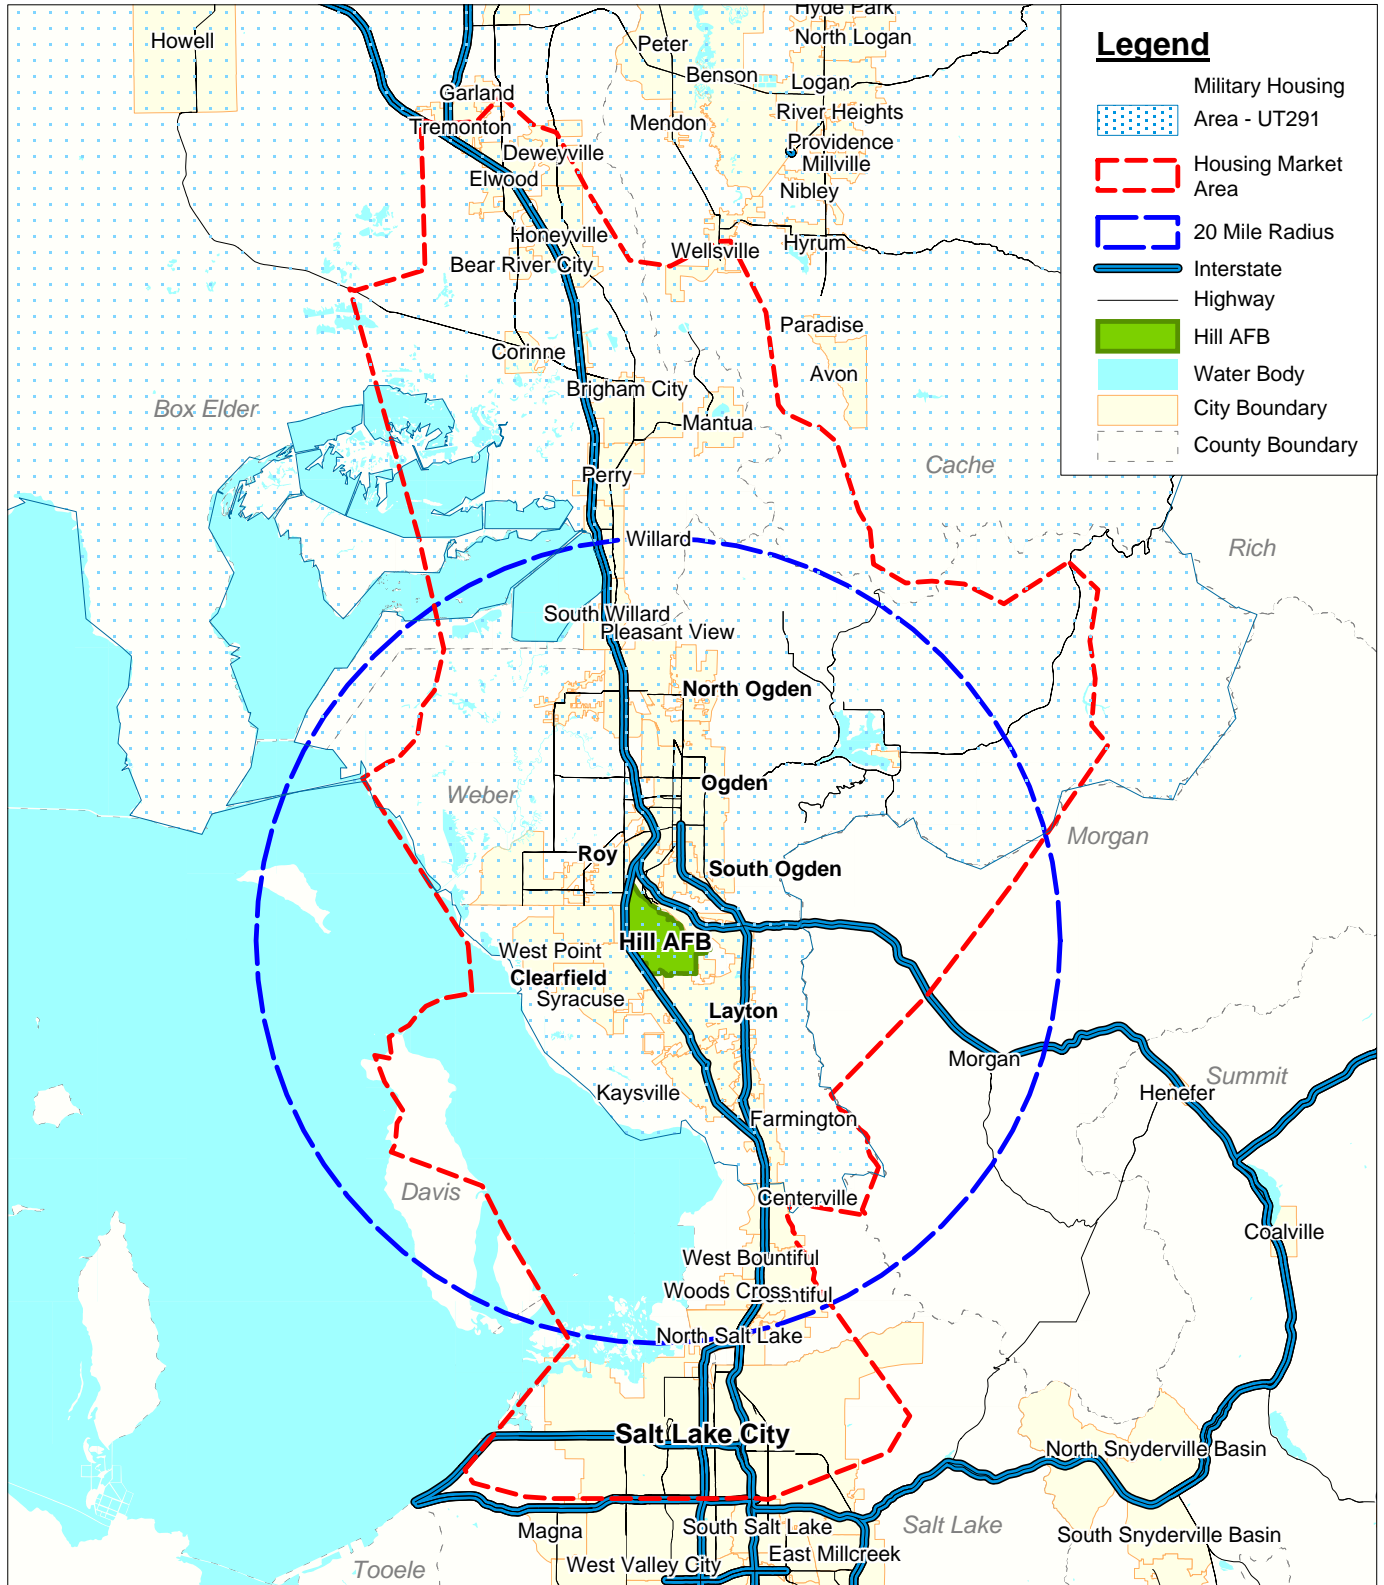 Hyde Park
Howell
Peter
North Logan
Benson
Logan
Garland
River Heights
Tremonton
Mendon
Providence
Deweyville
Millville
Elwood
Nibley
Honeyville
Wellsville
Hyrum
Bear River City
Paradise
Corinne
Avon
Brigham City
Box Elder
Mantua
Cache
Perry
Willard
Rich
South Willard
Pleasant View
North Ogden
Ogden
Weber
Morgan
Roy
South Ogden
Hill AFB
West Point
Clearfield
Syracuse
Layton
Morgan
Summit
Kaysville
Henefer
Farmington
Davis
Centerville
Coalville
West Bountiful
Woods Cross
Bountiful
North Salt Lake
Salt Lake City
North Snyderville Basin
Magna
South Salt Lake
Salt Lake
South Snyderville Basin
East Millcreek
West Valley City
Tooele
Legend
Military Housing
Area - UT291
Housing Market
Area
20 Mile Radius
Interstate
Highway
Hill AFB
Water Body
City Boundary
County Boundary